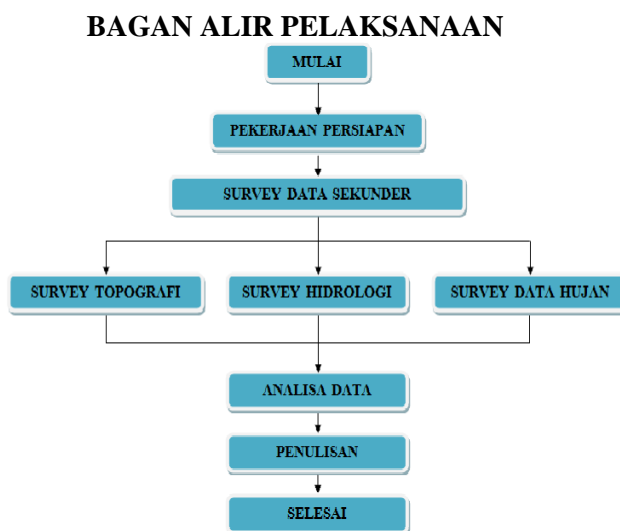 BAGAN ALIR PELAKSANAAN
MULAI
PEKERJAAN PERSIAPAN
SURVEY DATA SEKUNDER
SURVEY TOPOGRAFI
SURVEY HIDROLOGI
SURVEY DATA HUJAN
ANALISA DATA
PENULISAN
SELESAI